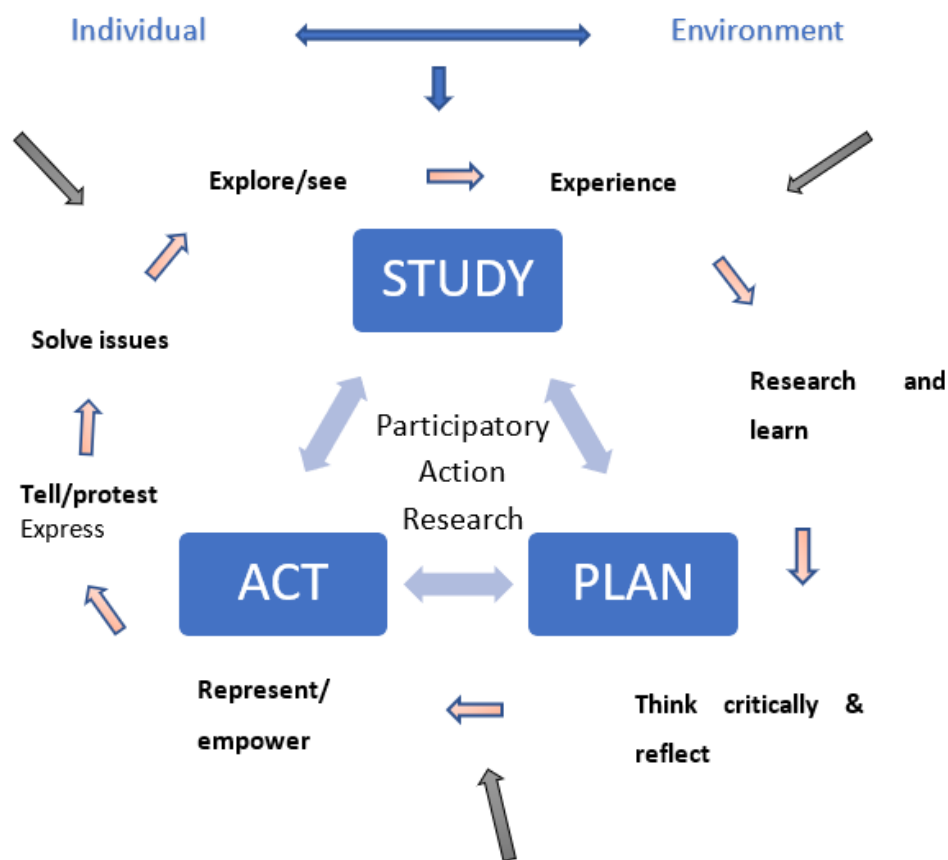 Individual
Environment
Explore/see
Experience
STUDY
Solve issues
Research and
learn
Participatory
Action
Research
Tell/protest
Express
ACT
PLAN
Represent/
empower
Think critically &
reflect